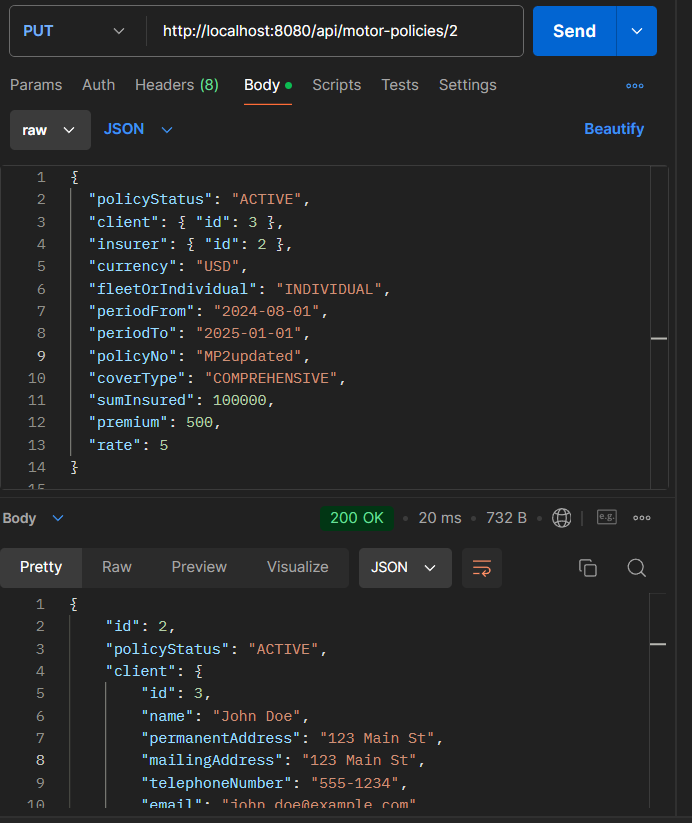 PUT http://localhost:8080/api/motor-policies/2 Send
Params Auth Headers (8) Body Scripts Tests Settings
raw JSON Beautify
1 {
2 "policyStatus": "ACTIVE",
3 "client": { "id": 3 },
4 "insurer": { "id": 2 },
5 "currency": "USD",
6 "fleetOrIndividual": "INDIVIDUAL",
7 "periodFrom": "2024-08-01",
8 "periodTo": "2025-01-01",
9 "policyNo": "MP2updated",
10 "coverType": "COMPREHENSIVE",
11 "sumInsured": 100000,
12 "premium": 500,
13 "rate": 5
14 }
15
Body 200 OK 20 ms 732 B e.g.
Pretty Raw Preview Visualize JSON
1 {
2 "id": 2,
3 "policyStatus": "ACTIVE",
4 "client": {
5 "id": 3,
6 "name": "John Doe",
7 "permanentAddress": "123 Main St",
8 "mailingAddress": "123 Main St",
9 "telephoneNumber": "555-1234",
10 "email": "john.doe@example.com"